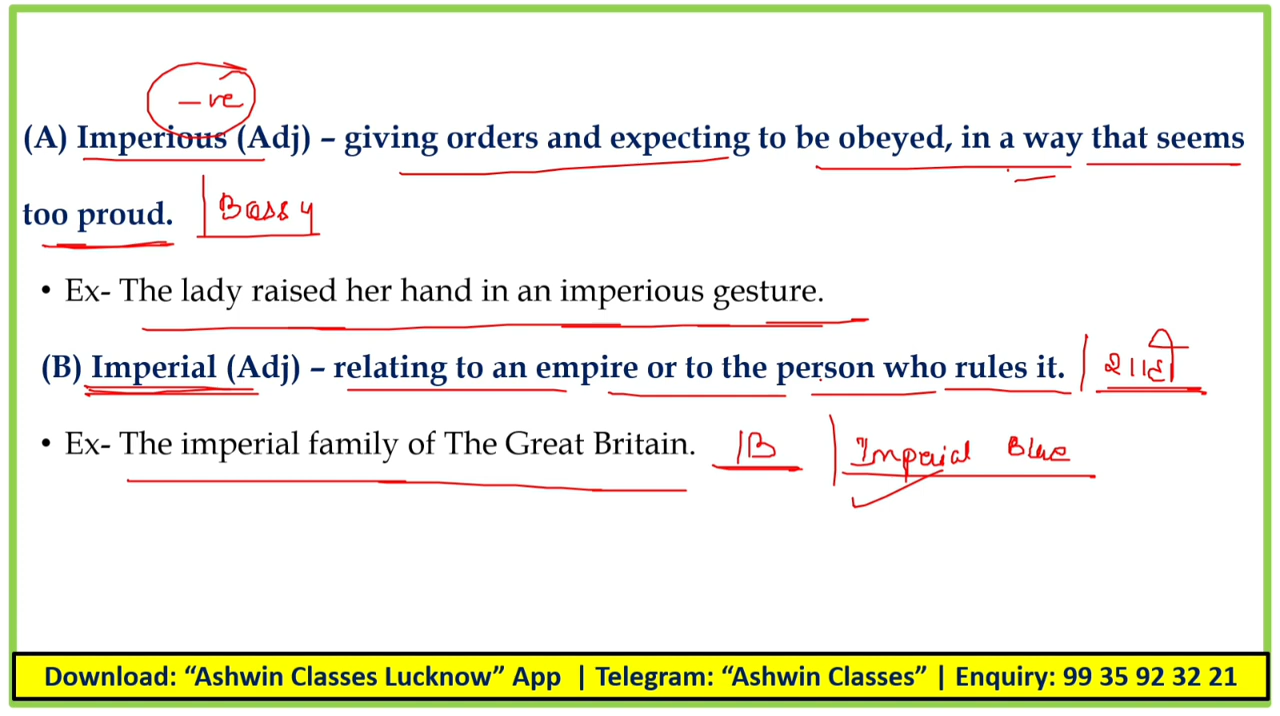 –ve
(A) Imperious (Adj) – giving orders and expecting to be obeyed, in a way that seems
too proud. | Bossy
• Ex- The lady raised her hand in an imperious gesture.
(B) Imperial (Adj) – relating to an empire or to the person who rules it. | शाही
• Ex- The imperial family of The Great Britain. IB | Imperial Blue
Download: “Ashwin Classes Lucknow” App | Telegram: “Ashwin Classes” | Enquiry: 99 35 92 32 21